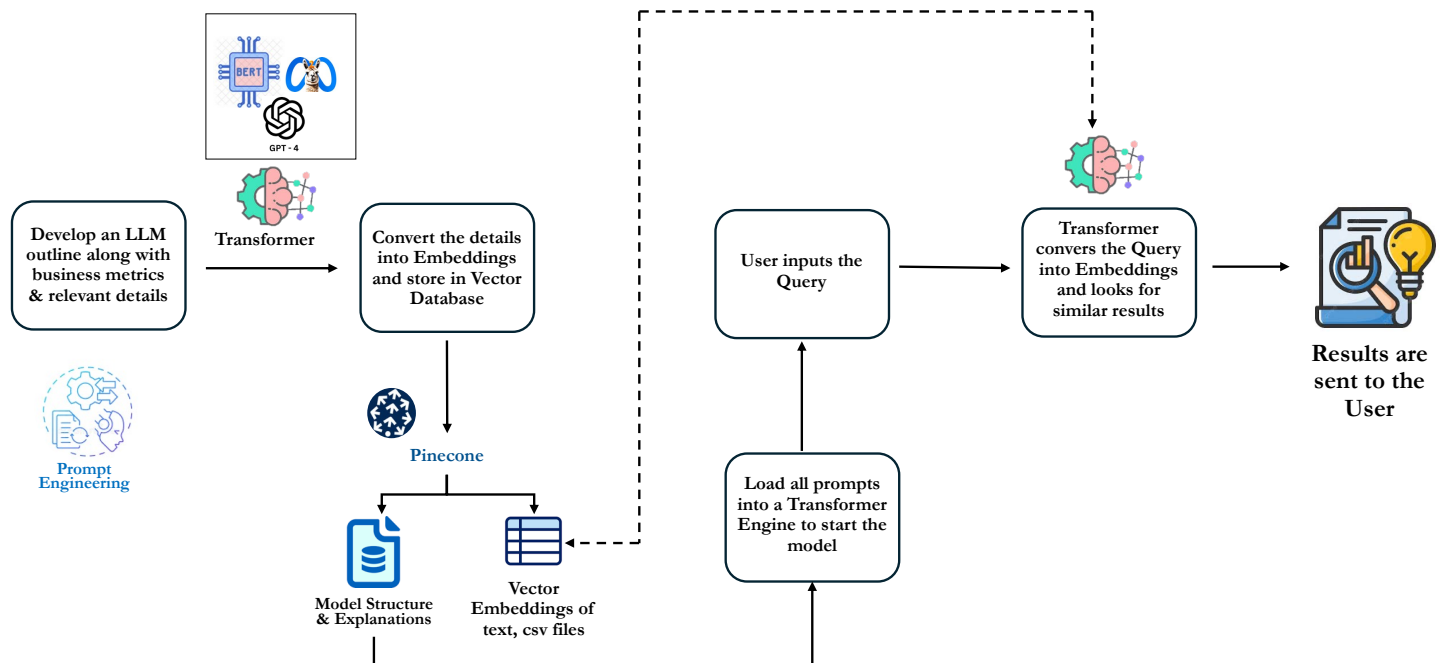 BERT
GPT - 4
Transformer
Develop an LLM
outline along with
business metrics
& relevant details
Convert the details
into Embeddings
and store in Vector
Database
User inputs the
Query
Transformer
convers the Query
into Embeddings
and looks for
similar results
Results are
sent to the
User
Prompt
Engineering
Pinecone
Load all prompts
into a Transformer
Engine to start the
model
Model Structure
& Explanations
Vector
Embeddings of
text, csv files